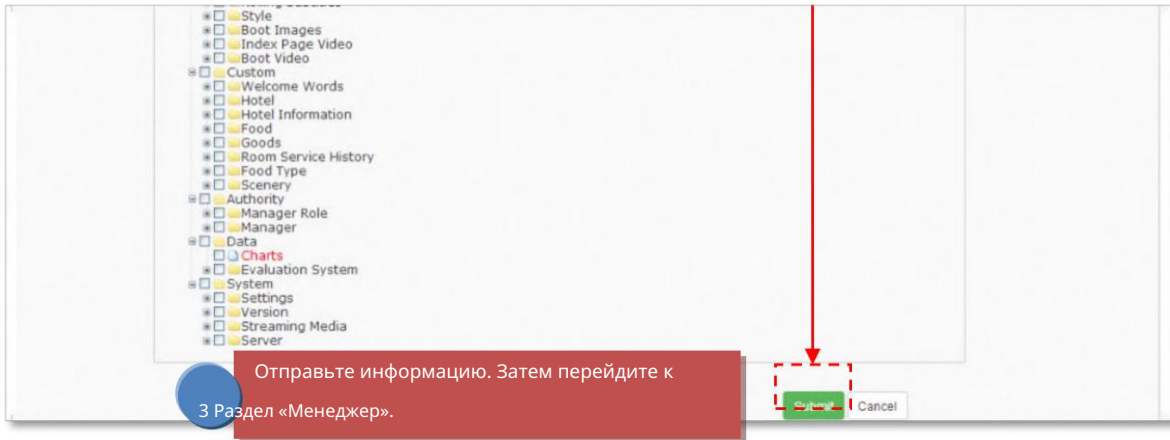 Style
Boot Images
Index Page Video
Boot Video
Custom
Welcome Words
Hotel
Hotel Information
Food
Goods
Room Service History
Food Type
Scenery
Authority
Manager Role
Manager
Data
Charts
Evaluation System
System
Settings
Version
Streaming Media
Server
Отправьте информацию. Затем перейдите к
3 Раздел «Менеджер».
Submit Cancel